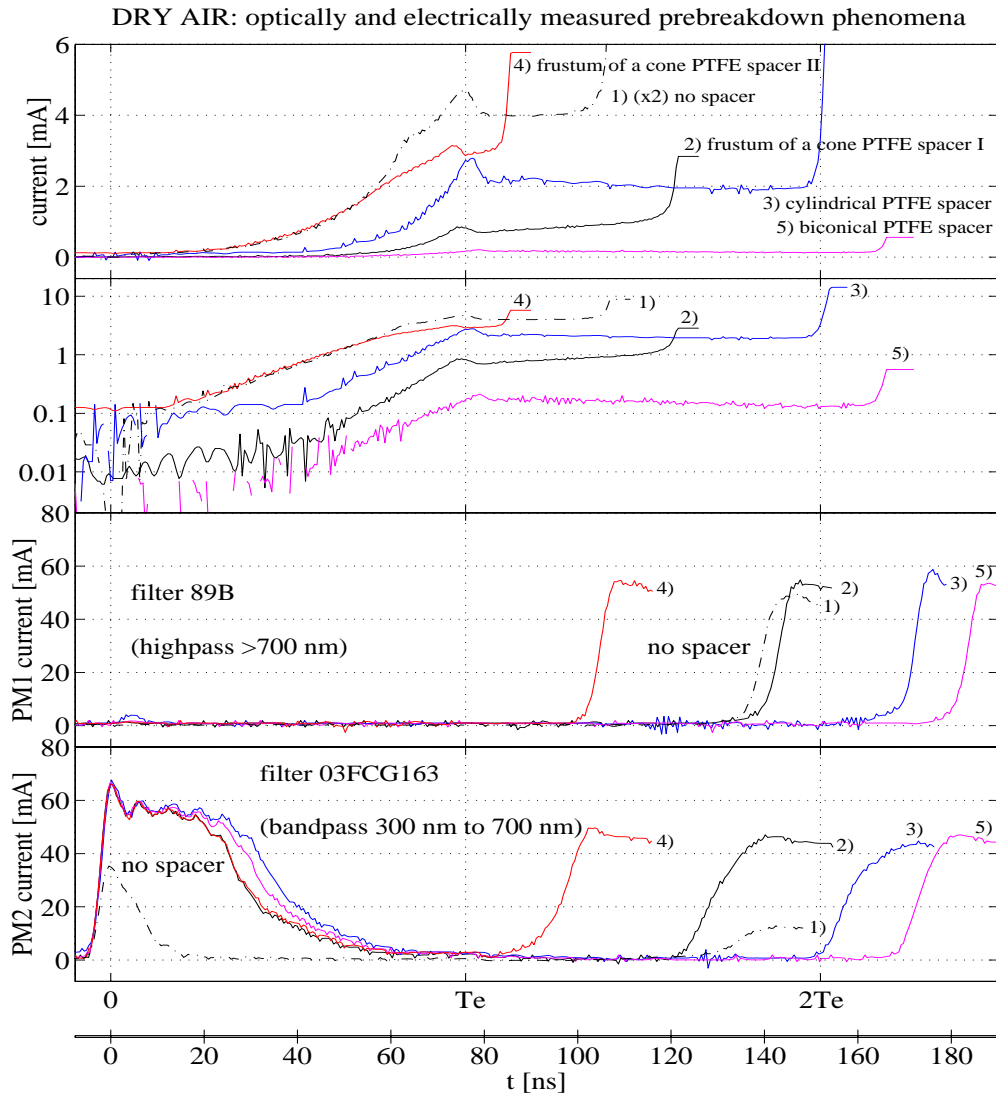 DRY AIR: optically and electrically measured prebreakdown phenomena
6
4
2
0
current [mA]
4) frustum of a cone PTFE spacer II
1) (x2) no spacer
2) frustum of a cone PTFE spacer I
3) cylindrical PTFE spacer
5) biconical PTFE spacer
10
1
0.1
0.01
4)
1)
2)
3)
5)
80
60
40
20
0
PM1 current [mA]
filter 89B
(highpass >700 nm)
no spacer
4)
2)
1)
3)
5)
80
60
40
20
0
PM2 current [mA]
filter 03FCG163
(bandpass 300 nm to 700 nm)
no spacer
4)
2)
1)
3)
5)
0 Te 2Te
0 20 40 60 80 100 120 140 160 180
t [ns]